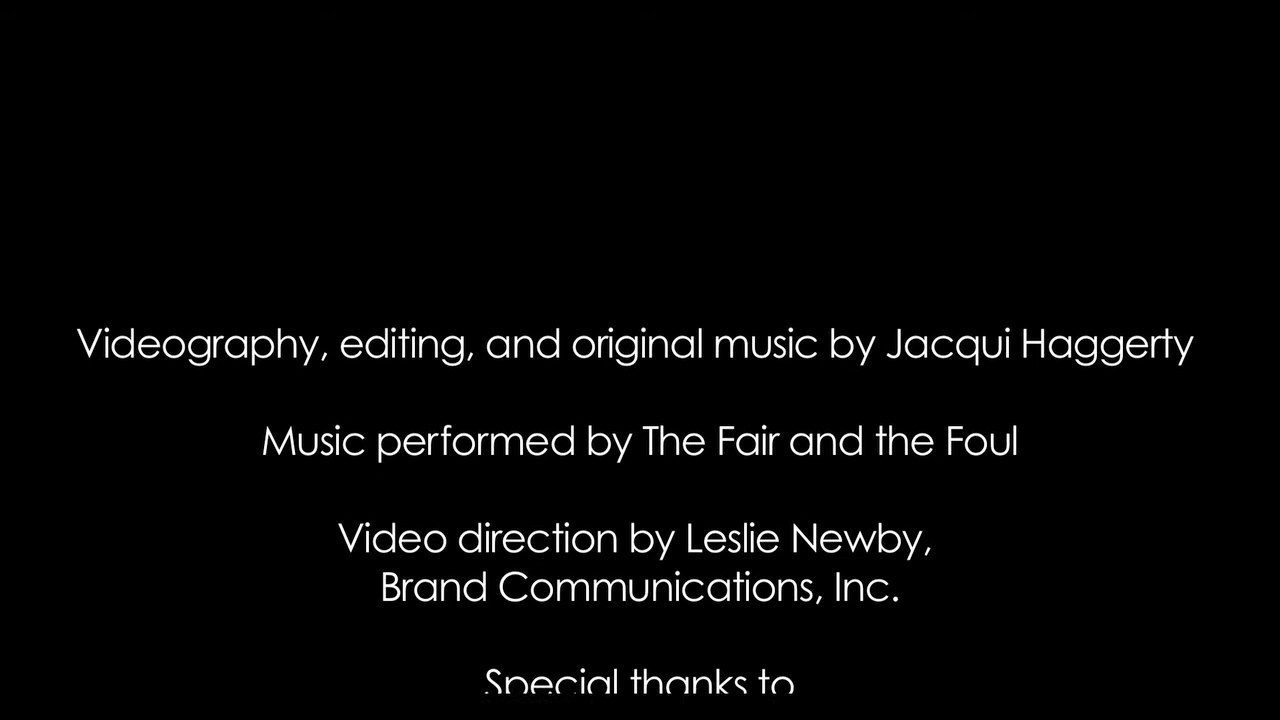 Videography, editing, and original music by Jacqui Haggerty
Music performed by The Fair and the Foul
Video direction by Leslie Newby,
Brand Communications, Inc.
Special thanks to